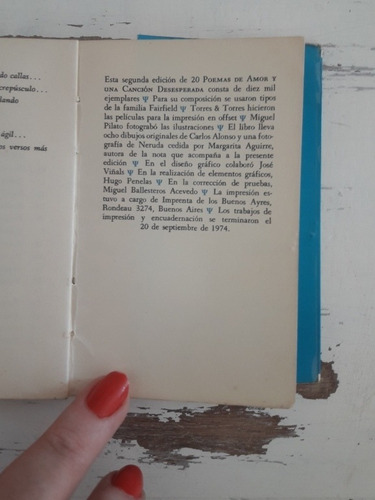 do callas...
crepúsculo...
lando
ágil...
os versos más
Esta segunda edición de 20 POEMAS DE AMOR Y
UNA CANCIÓN DESESPERADA consta de diez mil
ejemplares Ψ Para su composición se usaron tipos
de la familia Fairfield Ψ Torres & Torres hicieron
las películas para la impresión en offset Ψ Miguel
Pilato fotografió las ilustraciones Ψ El libro lleva
ocho dibujos originales de Carlos Alonso y una foto-
grafía de Neruda cedida por Margarita Aguirre,
autora de la nota que acompaña a la presente
edición Ψ En el diseño gráfico colaboró José
Viñals Ψ En la realización de elementos gráficos,
Hugo Penelas Ψ En la corrección de pruebas,
Miguel Ballesteros Acevedo Ψ La impresión es-
tuvo a cargo de Imprenta de los Buenos Ayres,
Rondeau 3274, Buenos Aires Ψ Los trabajos de
impresión y encuadernación se terminaron el
20 de septiembre de 1974.